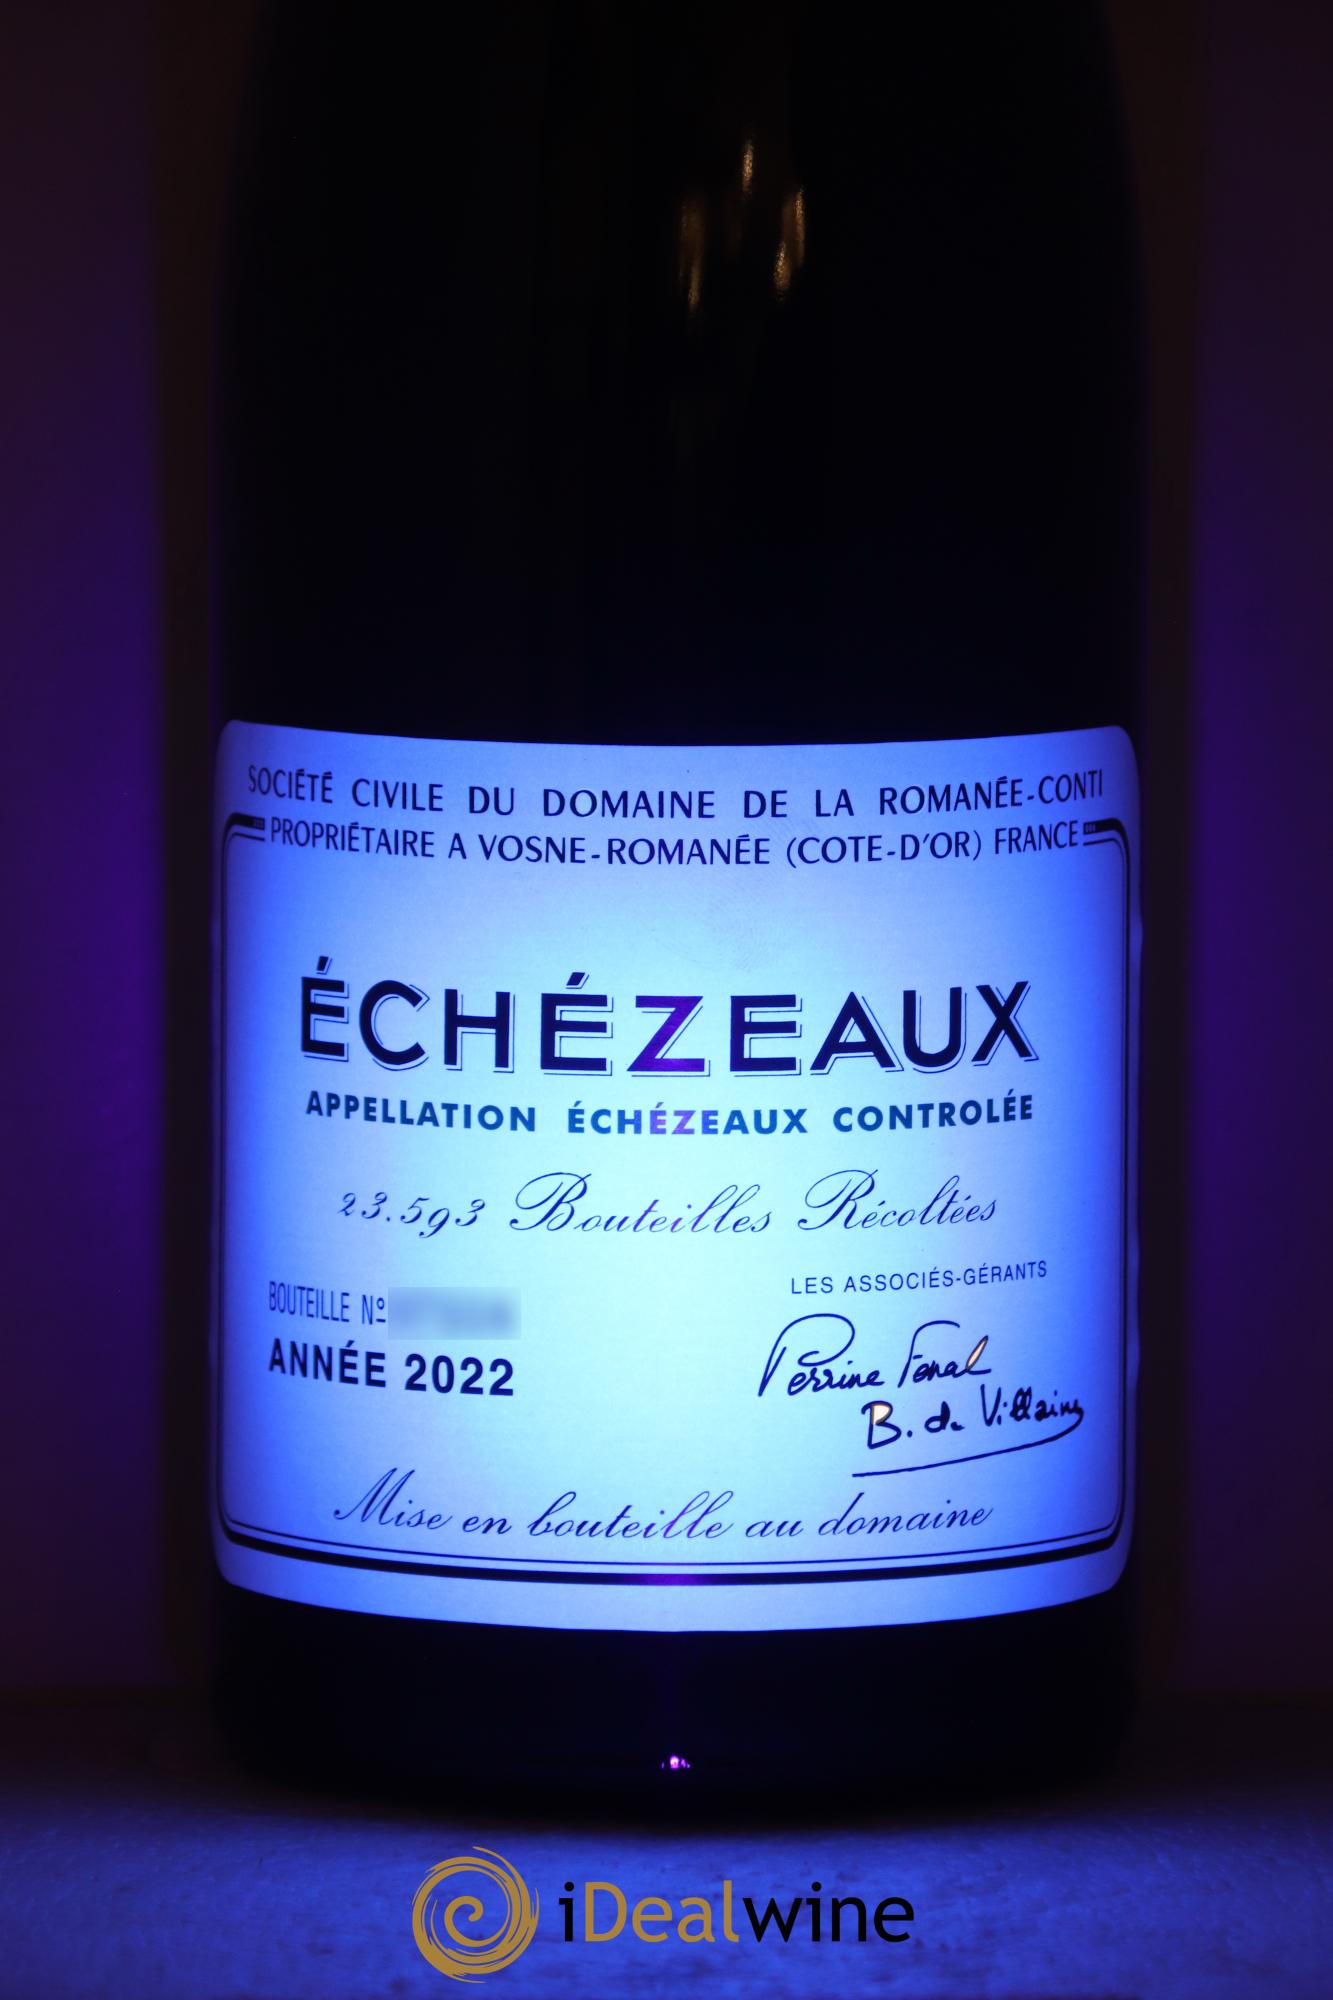 SOCIÉTÉ CIVILE DU DOMAINE DE LA ROMANÉE-CONTI
PROPRIÉTAIRE A VOSNE-ROMANÉE (COTE-D'OR) FRANCE
ÉCHÉZEAUX
APPELLATION ÉCHÉZEAUX CONTROLÉE
23.593 Bouteilles Récoltées
LES ASSOCIÉS-GÉRANTS
BOUTEILLE Nº
ANNÉE 2022
Perrine Fenal
B. de Villaine
Mise en bouteille au domaine
iDealwine